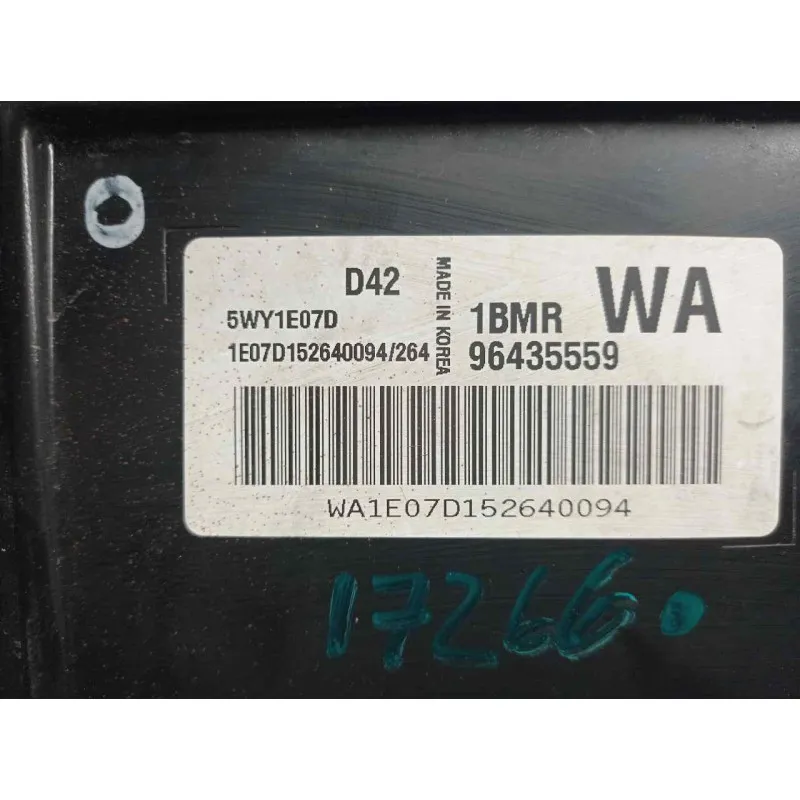 D42
5WY1E07D
1E07D152640094/264
MADE IN KOREA
1BMR WA
96435559
WA1E07D152640094
17266.